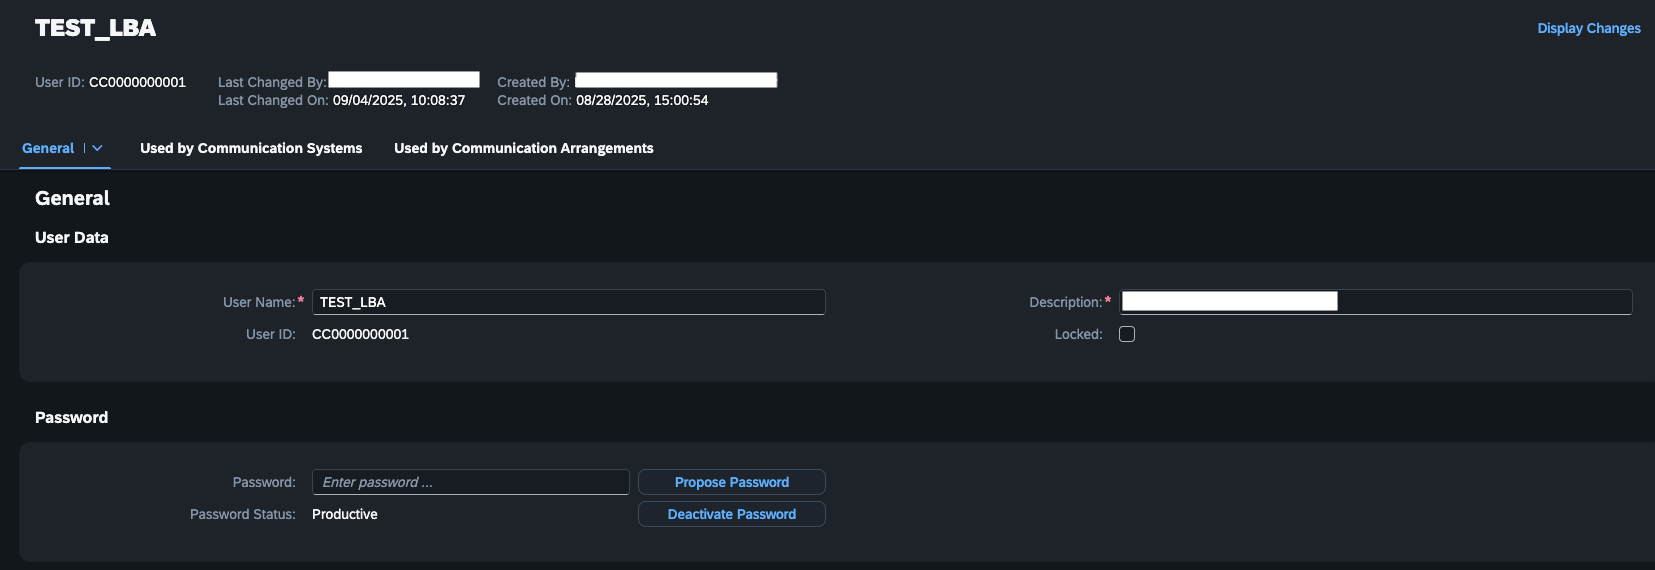 TEST_LBA
Display Changes
User ID: CC0000000001
Last Changed By:
Created By:
Last Changed On: 09/04/2025, 10:08:37
Created On: 08/28/2025, 15:00:54
General
Used by Communication Systems
Used by Communication Arrangements
General
User Data
User Name:* TEST_LBA
Description:*
User ID: CC0000000001
Locked:
Password
Password: Enter password ...
Propose Password
Password Status: Productive
Deactivate Password